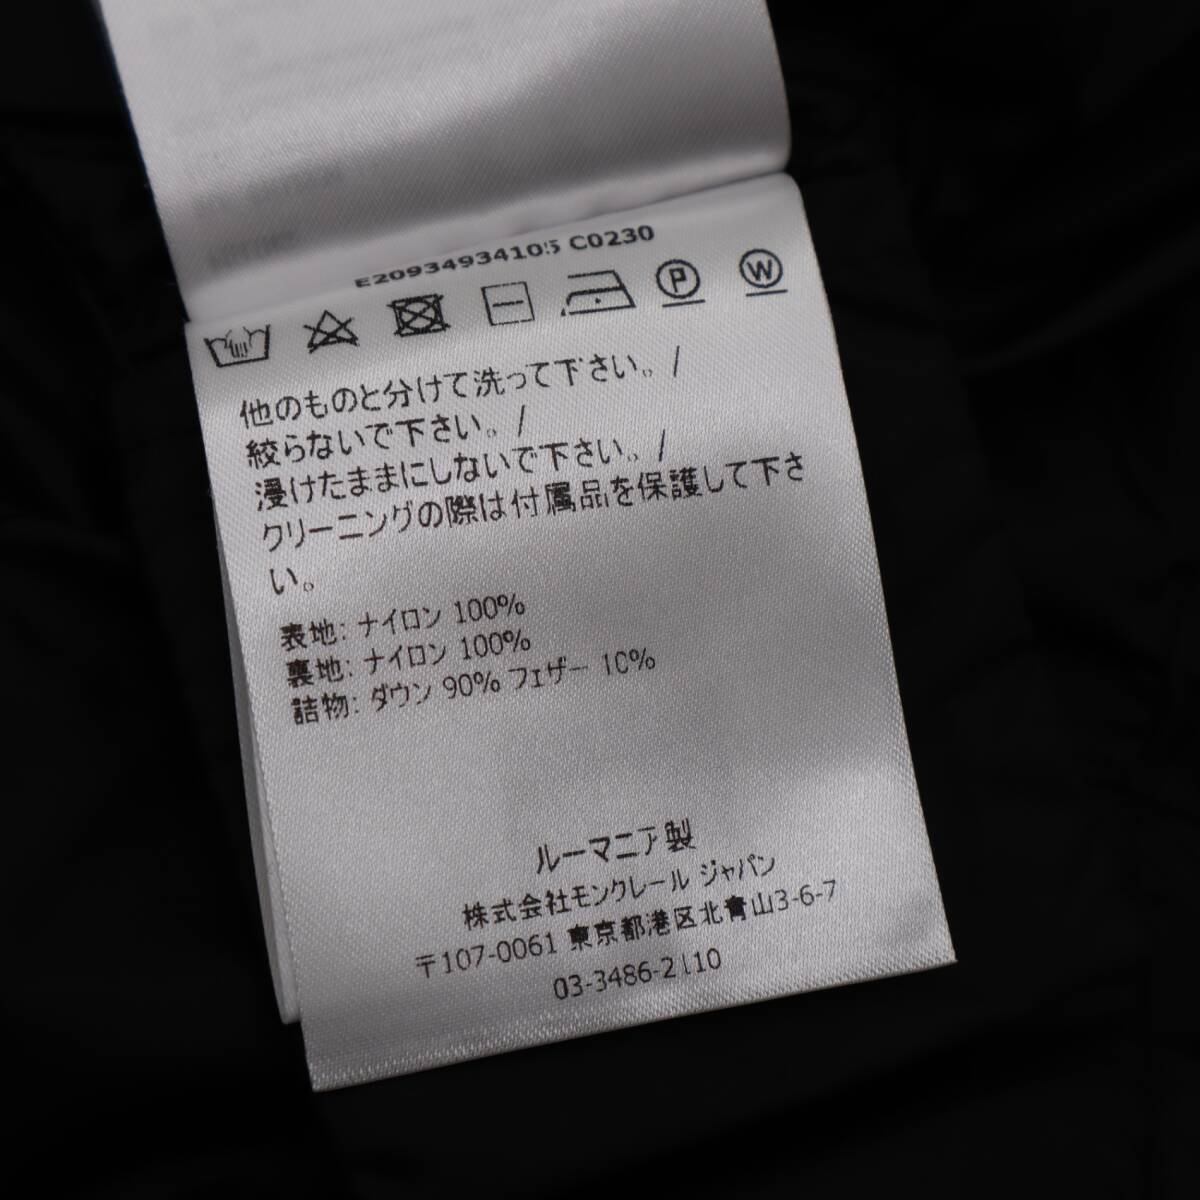 E20934934105 C0230
P W
他のものと分けて洗って下さい。/
絞らないで下さい。/
浸けたままにしないで下さい。/
クリーニングの際は付属品を保護して下さ
い。
表地: ナイロン 100%
裏地: ナイロン 100%
詰物: ダウン 90% フェザー 10%
ルーマニア製
株式会社モンクレール ジャパン
〒107-0061 東京都港区北青山3-6-7
03-3486-2110